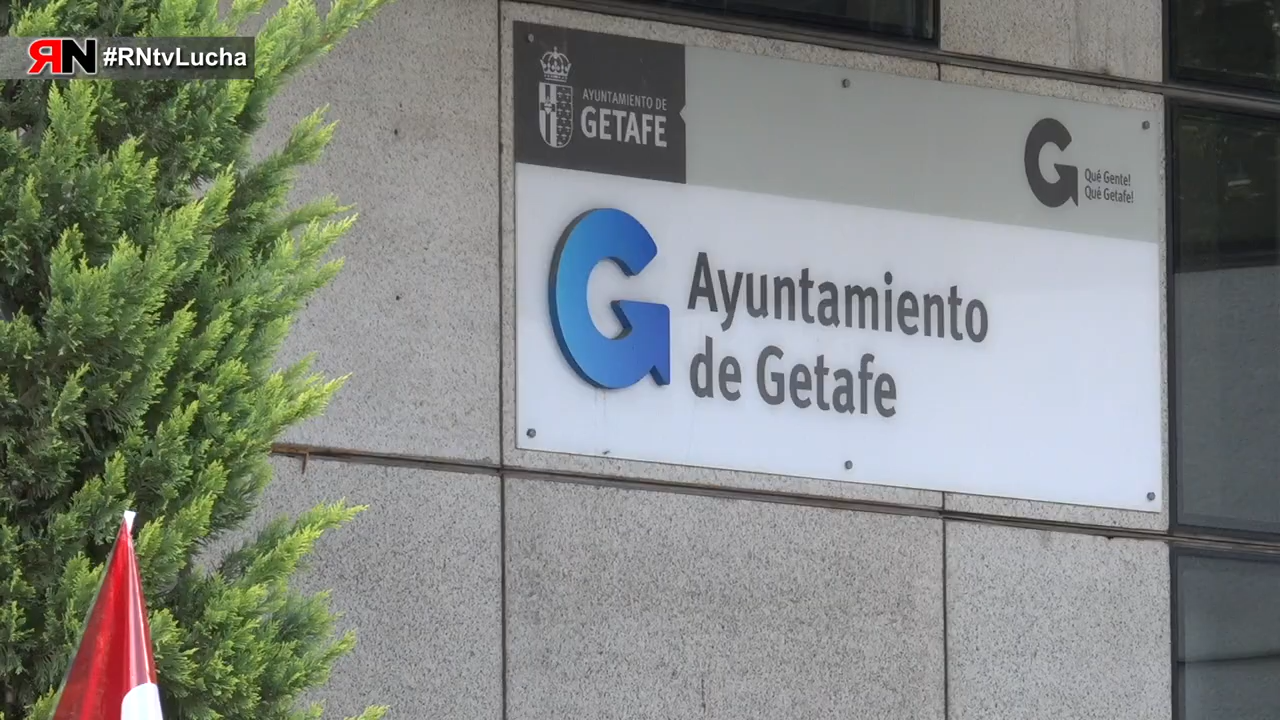 RN #RNtvLucha
AYUNTAMIENTO DE
GETAFE
G Qué Gente!
Qué Getafe!
G Ayuntamiento
de Getafe